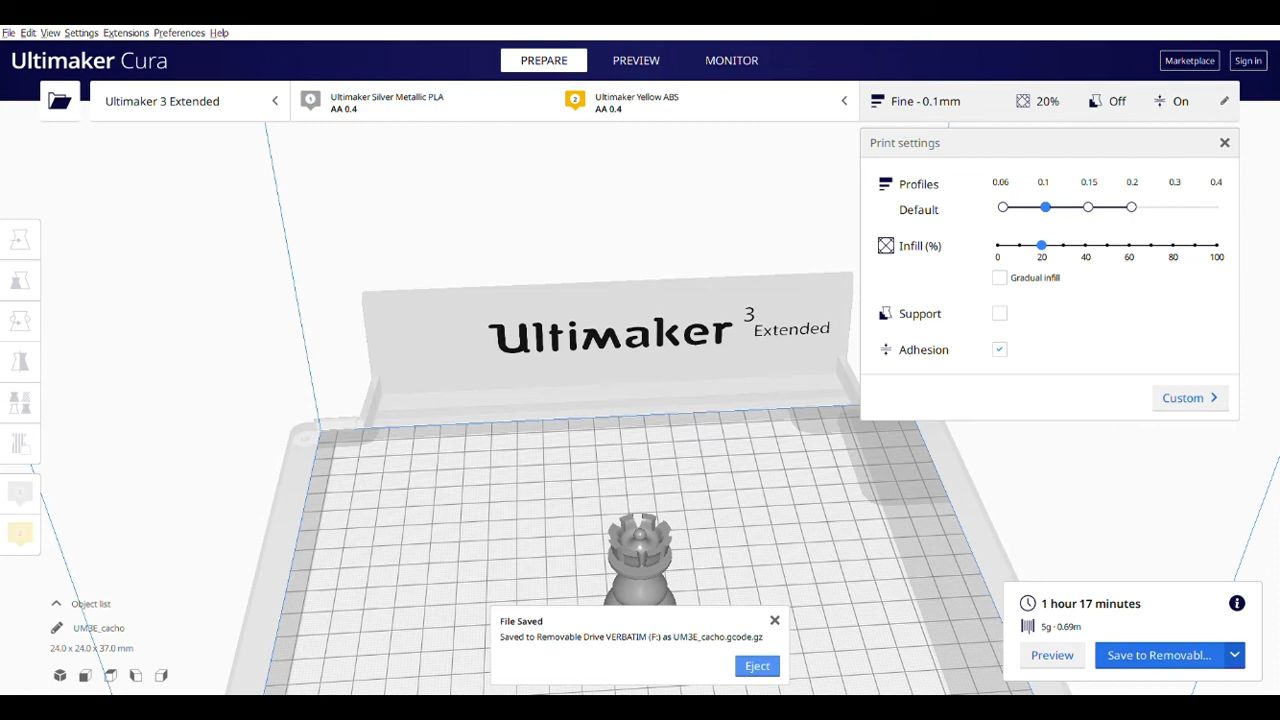 File Edit View Settings Extensions Preferences Help
Ultimaker Cura
PREPARE PREVIEW MONITOR
Marketplace Sign in
Ultimaker 3 Extended
1 Ultimaker Silver Metallic PLA
AA 0.4
2 Ultimaker Yellow ABS
AA 0.4
Fine - 0.1mm 20% Off On
Print settings
Profiles 0.06 0.1 0.15 0.2 0.3 0.4
Default
Infill (%)
0 20 40 60 80 100
Gradual infill
Support
Adhesion
Custom
Ultimaker 3 Extended
1
2
Object list
UM3E_cacho
24.0 x 24.0 x 37.0 mm
File Saved
Saved to Removable Drive VERBATIM (F:) as UM3E_cacho.gcode.gz
Eject
1 hour 17 minutes
5g · 0.69m
Preview Save to Removabl...